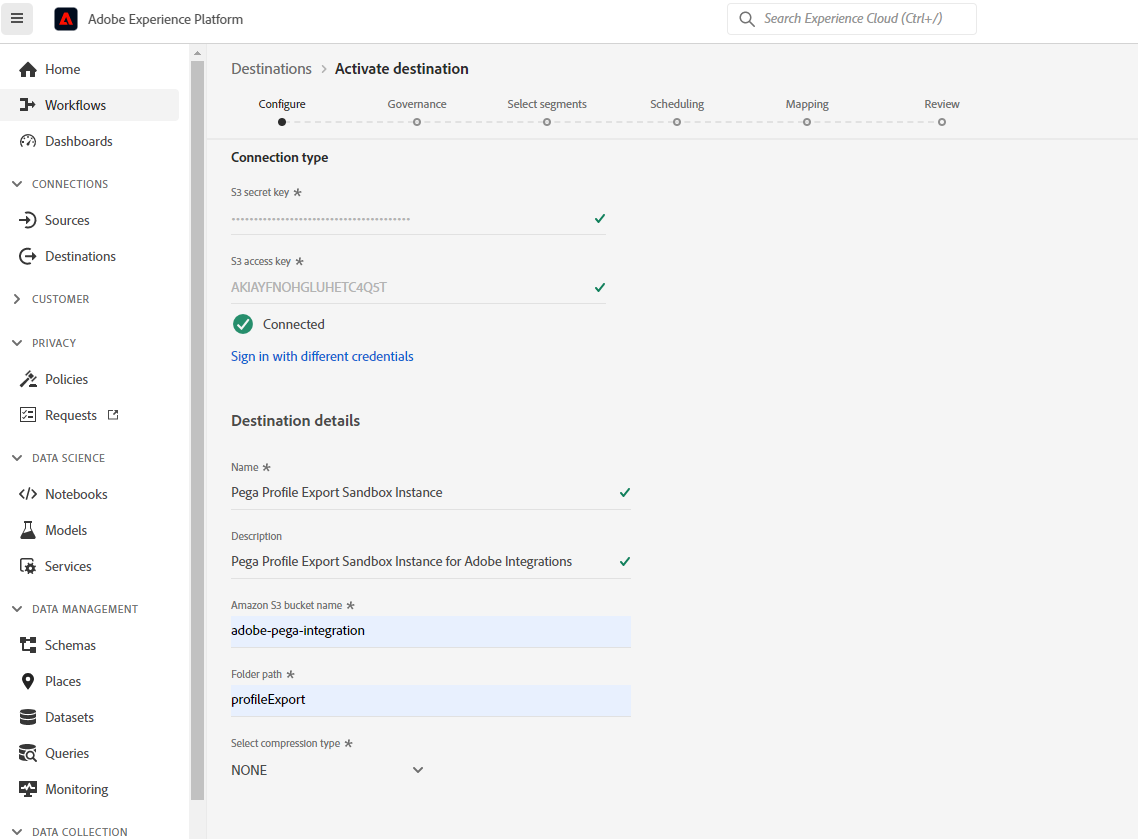 Adobe Experience Platform
Search Experience Cloud (Ctrl+/)
Home
Workflows
Dashboards
CONNECTIONS
Sources
Destinations
CUSTOMER
PRIVACY
Policies
Requests
DATA SCIENCE
Notebooks
Models
Services
DATA MANAGEMENT
Schemas
Places
Datasets
Queries
Monitoring
DATA COLLECTION
Destinations > Activate destination
Configure Governance Select segments Scheduling Mapping Review
Connection type
S3 secret key *
••••••••••••••••••••••••••••••••••••••••
S3 access key *
AKIAYFNOHGLUHETC4QST
Connected
Sign in with different credentials
Destination details
Name *
Pega Profile Export Sandbox Instance
Description
Pega Profile Export Sandbox Instance for Adobe Integrations
Amazon S3 bucket name *
adobe-pega-integration
Folder path *
profileExport
Select compression type *
NONE